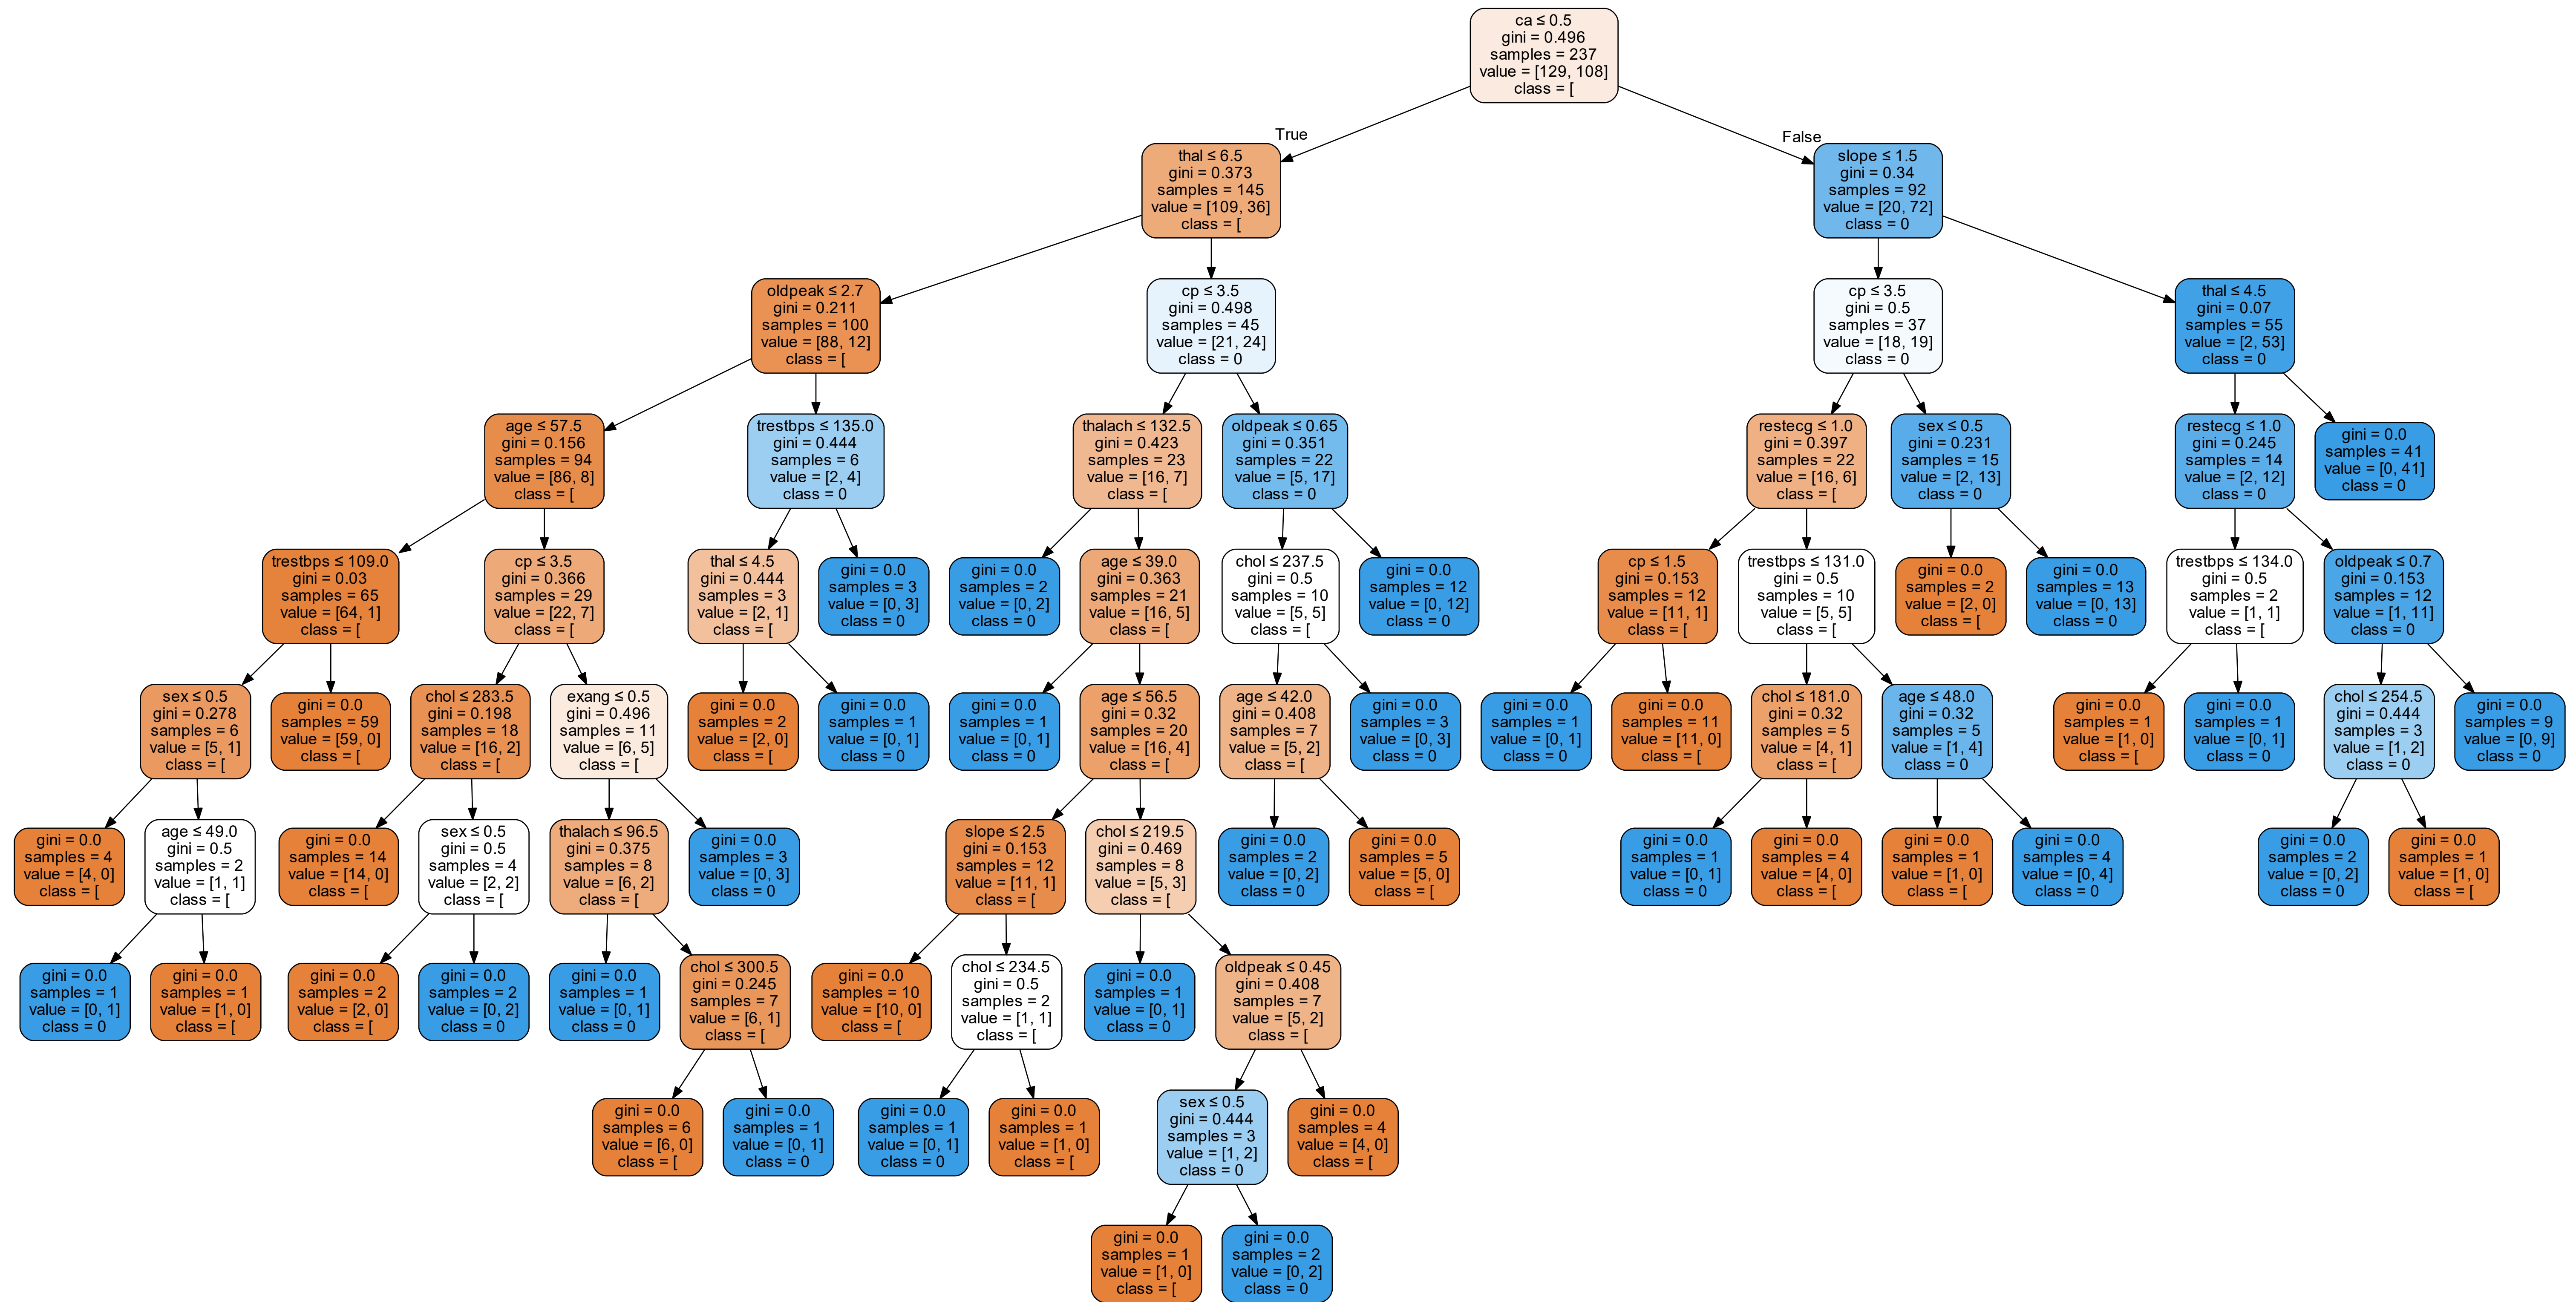 ca ≤ 0.5
gini = 0.496
samples = 237
value = [129, 108]
class = [
True
False
thal ≤ 6.5
gini = 0.373
samples = 145
value = [109, 36]
class = [
slope ≤ 1.5
gini = 0.34
samples = 92
value = [20, 72]
class = 0
oldpeak ≤ 2.7
gini = 0.211
samples = 100
value = [88, 12]
class = [
cp ≤ 3.5
gini = 0.498
samples = 45
value = [21, 24]
class = 0
cp ≤ 3.5
gini = 0.5
samples = 37
value = [18, 19]
class = 0
thal ≤ 4.5
gini = 0.07
samples = 55
value = [2, 53]
class = 0
age ≤ 57.5
gini = 0.156
samples = 94
value = [86, 8]
class = [
trestbps ≤ 135.0
gini = 0.444
samples = 6
value = [2, 4]
class = 0
thalach ≤ 132.5
gini = 0.423
samples = 23
value = [16, 7]
class = [
oldpeak ≤ 0.65
gini = 0.351
samples = 22
value = [5, 17]
class = 0
restecg ≤ 1.0
gini = 0.397
samples = 22
value = [16, 6]
class = [
sex ≤ 0.5
gini = 0.231
samples = 15
value = [2, 13]
class = 0
restecg ≤ 1.0
gini = 0.245
samples = 14
value = [2, 12]
class = 0
gini = 0.0
samples = 41
value = [0, 41]
class = 0
trestbps ≤ 109.0
gini = 0.03
samples = 65
value = [64, 1]
class = [
cp ≤ 3.5
gini = 0.366
samples = 29
value = [22, 7]
class = [
thal ≤ 4.5
gini = 0.444
samples = 3
value = [2, 1]
class = [
gini = 0.0
samples = 3
value = [0, 3]
class = 0
gini = 0.0
samples = 2
value = [0, 2]
class = 0
age ≤ 39.0
gini = 0.363
samples = 21
value = [16, 5]
class = [
chol ≤ 237.5
gini = 0.5
samples = 10
value = [5, 5]
class = [
gini = 0.0
samples = 12
value = [0, 12]
class = 0
cp ≤ 1.5
gini = 0.153
samples = 12
value = [11, 1]
class = [
trestbps ≤ 131.0
gini = 0.5
samples = 10
value = [5, 5]
class = [
gini = 0.0
samples = 2
value = [2, 0]
class = [
gini = 0.0
samples = 13
value = [0, 13]
class = 0
trestbps ≤ 134.0
gini = 0.5
samples = 2
value = [1, 1]
class = [
oldpeak ≤ 0.7
gini = 0.153
samples = 12
value = [1, 11]
class = 0
sex ≤ 0.5
gini = 0.278
samples = 6
value = [5, 1]
class = [
gini = 0.0
samples = 59
value = [59, 0]
class = [
chol ≤ 283.5
gini = 0.198
samples = 18
value = [16, 2]
class = [
exang ≤ 0.5
gini = 0.496
samples = 11
value = [6, 5]
class = [
gini = 0.0
samples = 2
value = [2, 0]
class = [
gini = 0.0
samples = 1
value = [0, 1]
class = 0
gini = 0.0
samples = 1
value = [0, 1]
class = 0
age ≤ 56.5
gini = 0.32
samples = 20
value = [16, 4]
class = [
age ≤ 42.0
gini = 0.408
samples = 7
value = [5, 2]
class = [
gini = 0.0
samples = 3
value = [0, 3]
class = 0
gini = 0.0
samples = 1
value = [0, 1]
class = 0
gini = 0.0
samples = 11
value = [11, 0]
class = [
chol ≤ 181.0
gini = 0.32
samples = 5
value = [4, 1]
class = [
age ≤ 48.0
gini = 0.32
samples = 5
value = [1, 4]
class = 0
gini = 0.0
samples = 1
value = [1, 0]
class = [
gini = 0.0
samples = 1
value = [0, 1]
class = 0
chol ≤ 254.5
gini = 0.444
samples = 3
value = [1, 2]
class = 0
gini = 0.0
samples = 9
value = [0, 9]
class = 0
gini = 0.0
samples = 4
value = [4, 0]
class = [
age ≤ 49.0
gini = 0.5
samples = 2
value = [1, 1]
class = [
gini = 0.0
samples = 14
value = [14, 0]
class = [
sex ≤ 0.5
gini = 0.5
samples = 4
value = [2, 2]
class = [
thalach ≤ 96.5
gini = 0.375
samples = 8
value = [6, 2]
class = [
gini = 0.0
samples = 3
value = [0, 3]
class = 0
slope ≤ 2.5
gini = 0.153
samples = 12
value = [11, 1]
class = [
chol ≤ 219.5
gini = 0.469
samples = 8
value = [5, 3]
class = [
gini = 0.0
samples = 2
value = [0, 2]
class = 0
gini = 0.0
samples = 5
value = [5, 0]
class = [
gini = 0.0
samples = 1
value = [0, 1]
class = 0
gini = 0.0
samples = 4
value = [4, 0]
class = [
gini = 0.0
samples = 1
value = [1, 0]
class = [
gini = 0.0
samples = 4
value = [0, 4]
class = 0
gini = 0.0
samples = 2
value = [0, 2]
class = 0
gini = 0.0
samples = 1
value = [1, 0]
class = [
gini = 0.0
samples = 1
value = [0, 1]
class = 0
gini = 0.0
samples = 1
value = [1, 0]
class = [
gini = 0.0
samples = 2
value = [2, 0]
class = [
gini = 0.0
samples = 2
value = [0, 2]
class = 0
gini = 0.0
samples = 1
value = [0, 1]
class = 0
chol ≤ 300.5
gini = 0.245
samples = 7
value = [6, 1]
class = [
gini = 0.0
samples = 10
value = [10, 0]
class = [
chol ≤ 234.5
gini = 0.5
samples = 2
value = [1, 1]
class = [
gini = 0.0
samples = 1
value = [0, 1]
class = 0
oldpeak ≤ 0.45
gini = 0.408
samples = 7
value = [5, 2]
class = [
gini = 0.0
samples = 6
value = [6, 0]
class = [
gini = 0.0
samples = 1
value = [0, 1]
class = 0
gini = 0.0
samples = 1
value = [0, 1]
class = 0
gini = 0.0
samples = 1
value = [1, 0]
class = [
sex ≤ 0.5
gini = 0.444
samples = 3
value = [1, 2]
class = 0
gini = 0.0
samples = 4
value = [4, 0]
class = [
gini = 0.0
samples = 1
value = [1, 0]
class = [
gini = 0.0
samples = 2
value = [0, 2]
class = 0